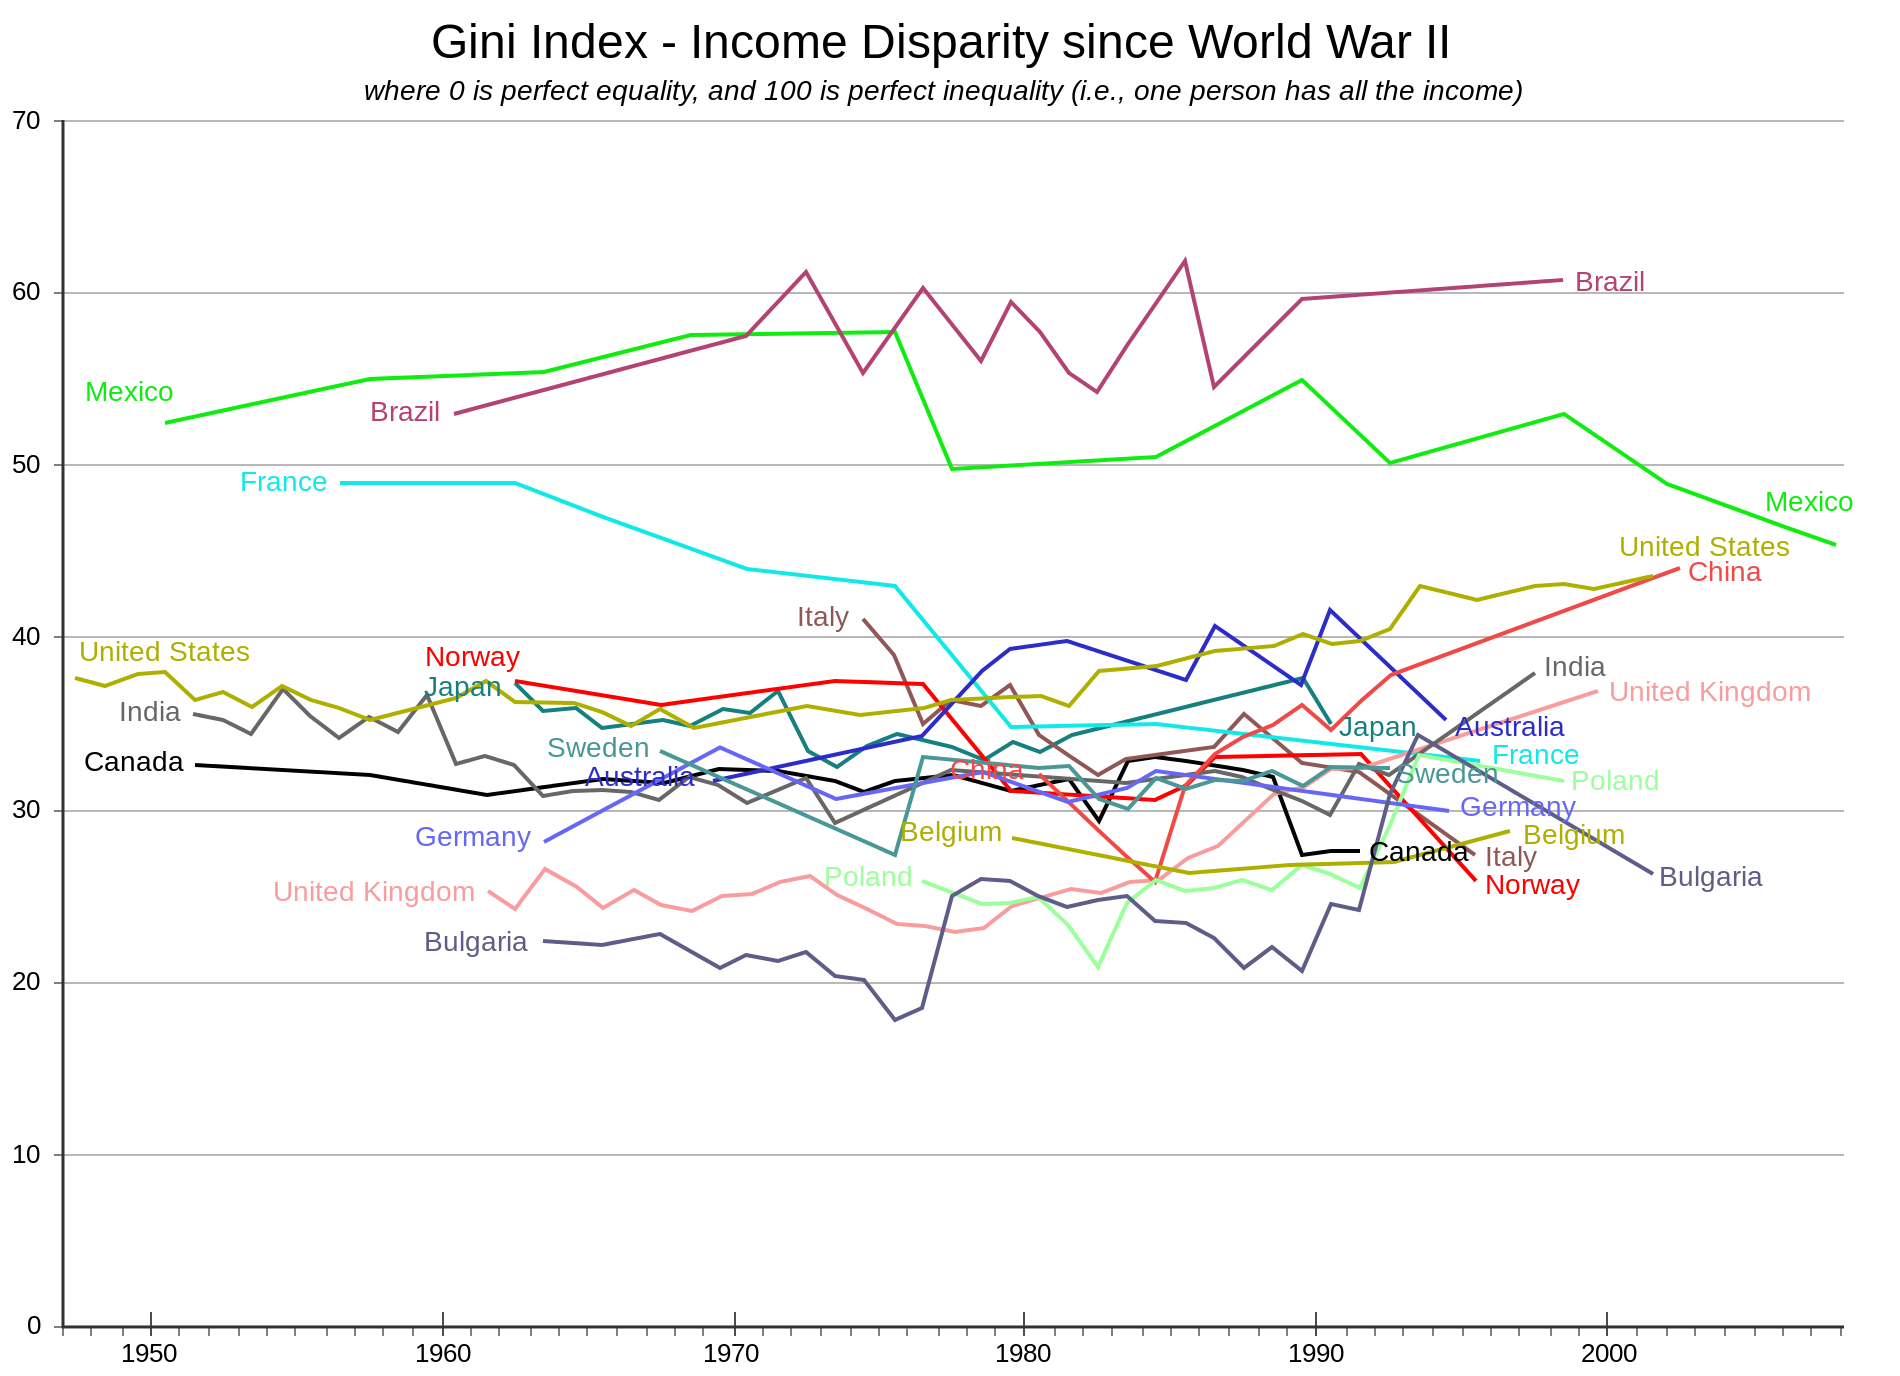 Gini Index - Income Disparity since World War II
where 0 is perfect equality, and 100 is perfect inequality (i.e., one person has all the income)
70
60
Brazil
Mexico
Brazil
50
France
Mexico
United States
China
Italy
40
United States
Norway
India
Japan
United Kingdom
India
Japan
Australia
Sweden
France
Canada
Australia
China
Sweden
Poland
30
Germany
Belgium
Belgium
Germany
Canada
Italy
Poland
Bulgaria
Norway
United Kingdom
Bulgaria
20
10
0
1950 1960 1970 1980 1990 2000